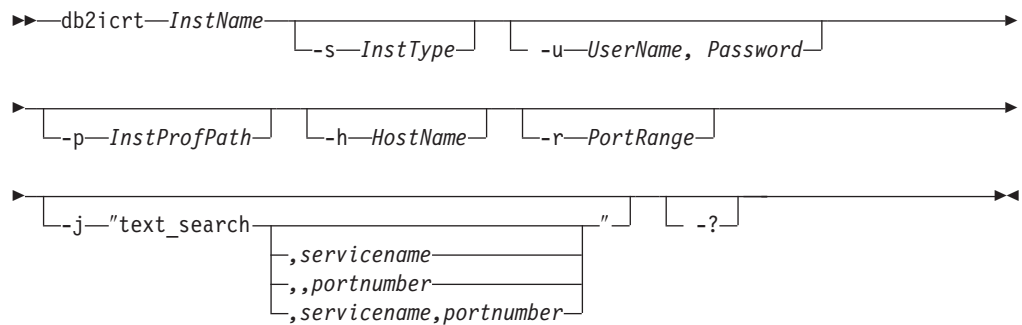 db2icrt InstName
-s InstType -u UserName, Password
-p InstProfPath -h HostName -r PortRange
-j "text_search " -?
,servicename
,,portnumber
,servicename,portnumber